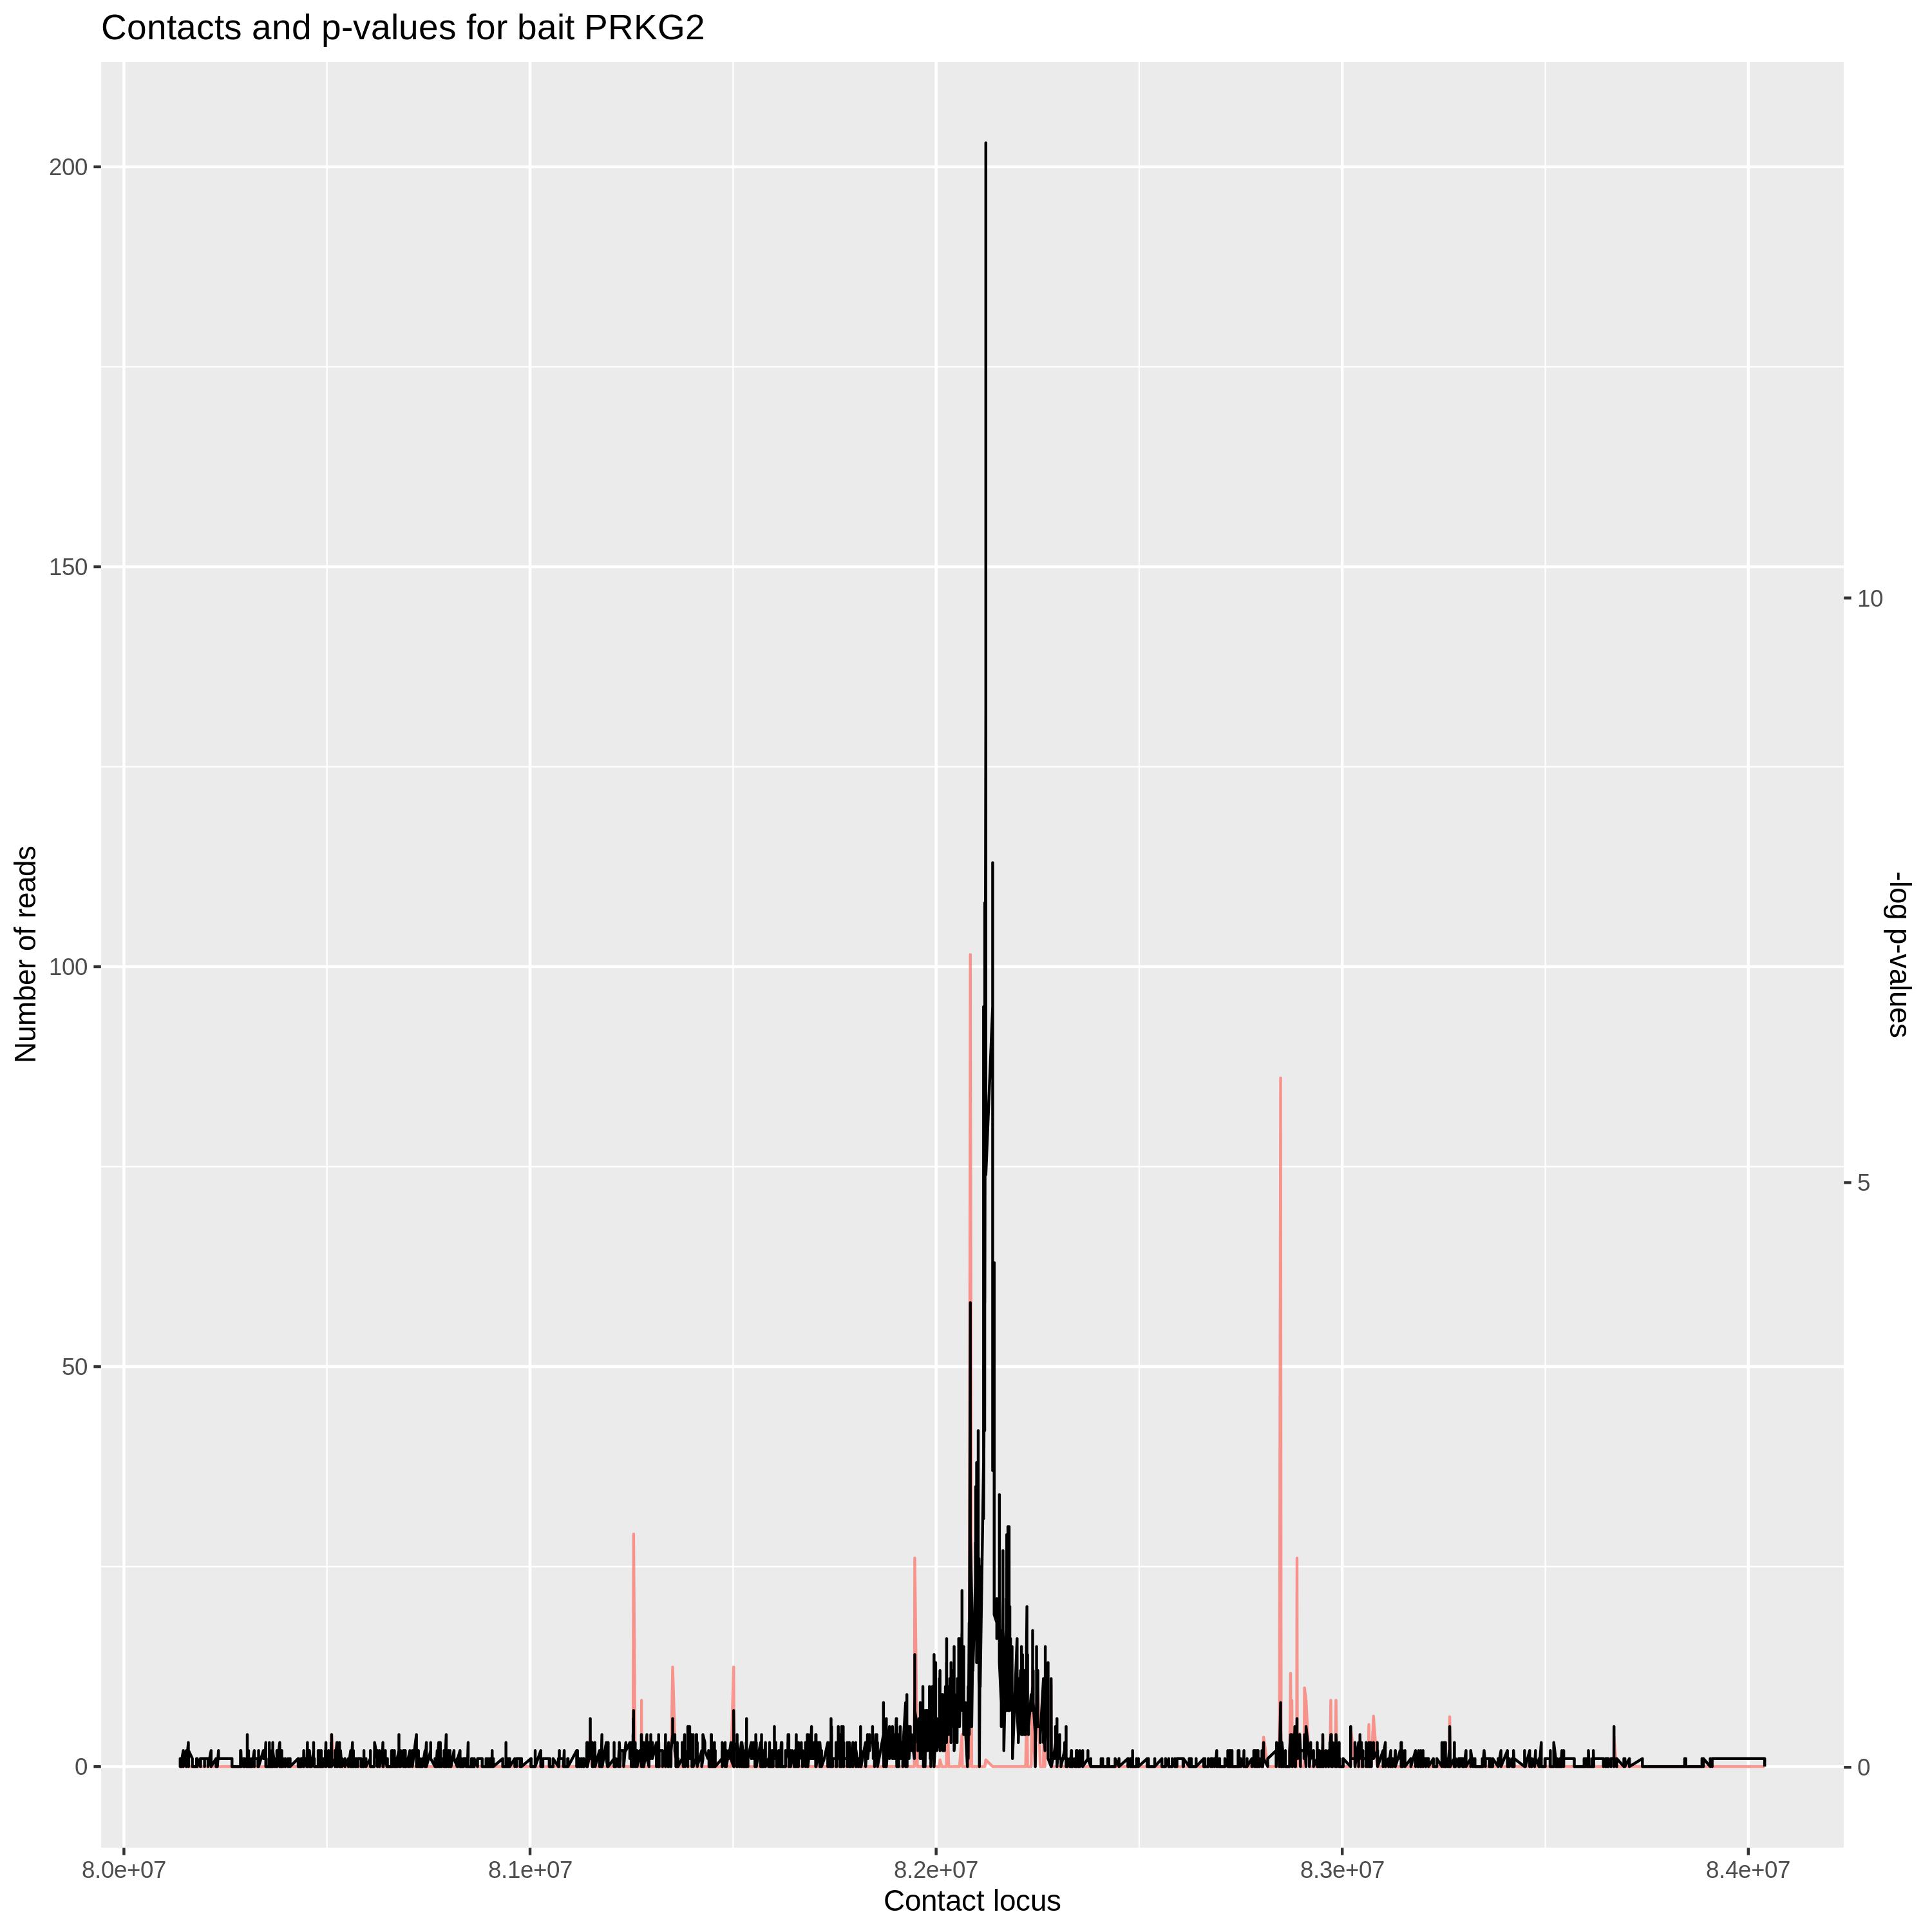 Contacts and p-values for bait PRKG2
200
150
100
50
0
Number of reads
10
5
0
-log p-values
8.0e+07 8.1e+07 8.2e+07 8.3e+07 8.4e+07
Contact locus